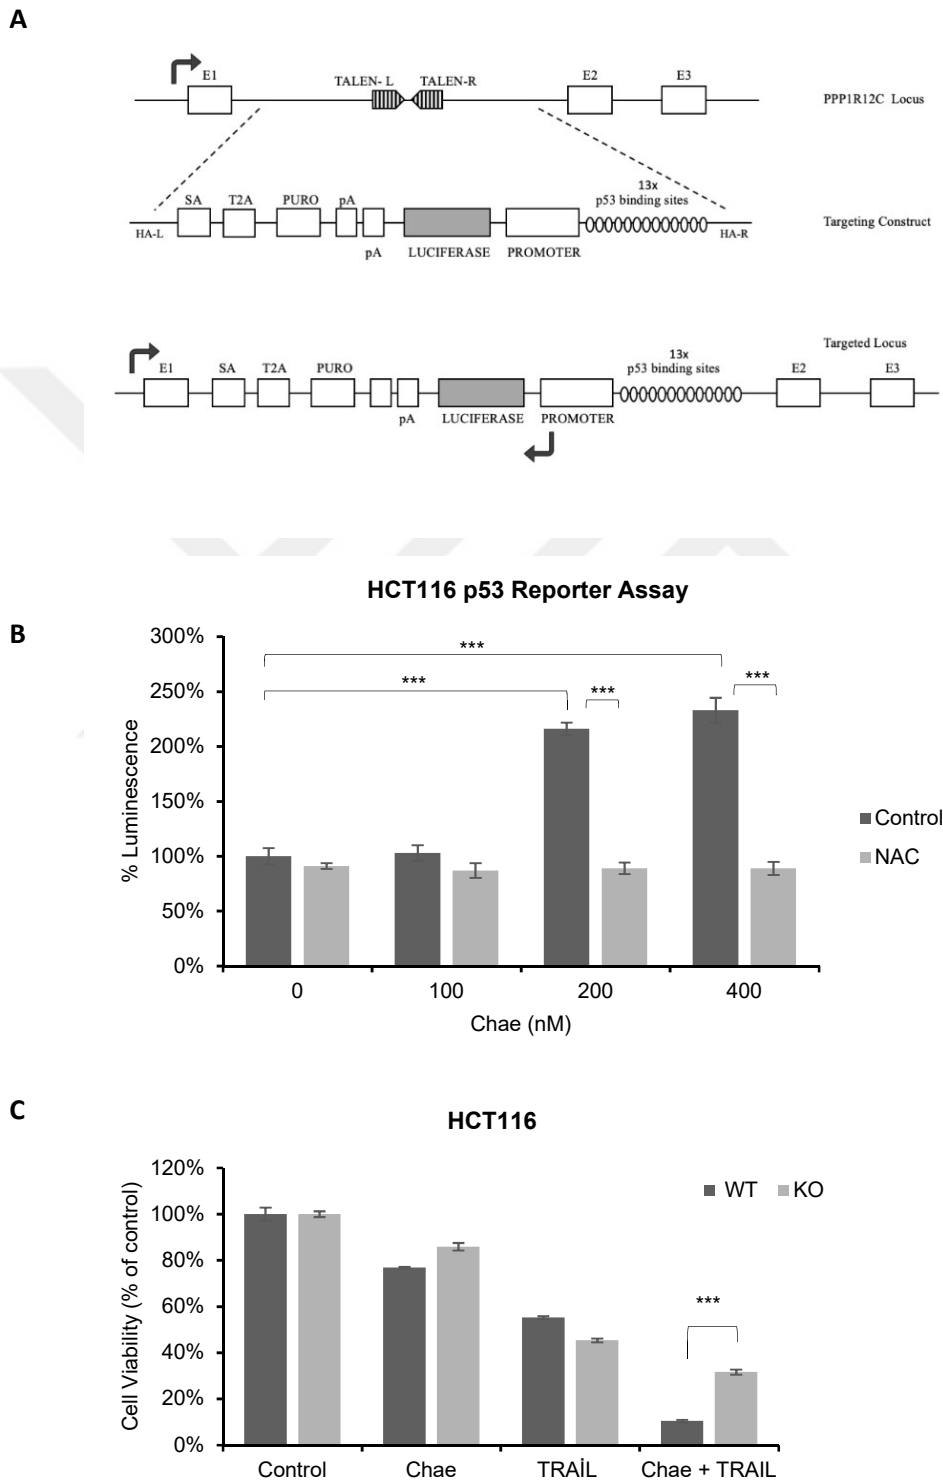 A
E1
TALEN- L
TALEN-R
E2
E3
PPP1R12C Locus
13x
p53 binding sites
SA
T2A
PURO
pA
HA-L
HA-R
Targeting Construct
pA
LUCIFERASE
PROMOTER
Targeted Locus
13x
p53 binding sites
E1
SA
T2A
PURO
E2
E3
pA
LUCIFERASE
PROMOTER
HCT116 p53 Reporter Assay
B
300%
250%
200%
150%
100%
50%
0%
% Luminescence
***
***
***
***
Control
NAC
0
100
200
400
Chae (nM)
C
HCT116
120%
100%
80%
60%
40%
20%
0%
Cell Viability (% of control)
WT
KO
***
Control
Chae
TRAİL
Chae + TRAIL